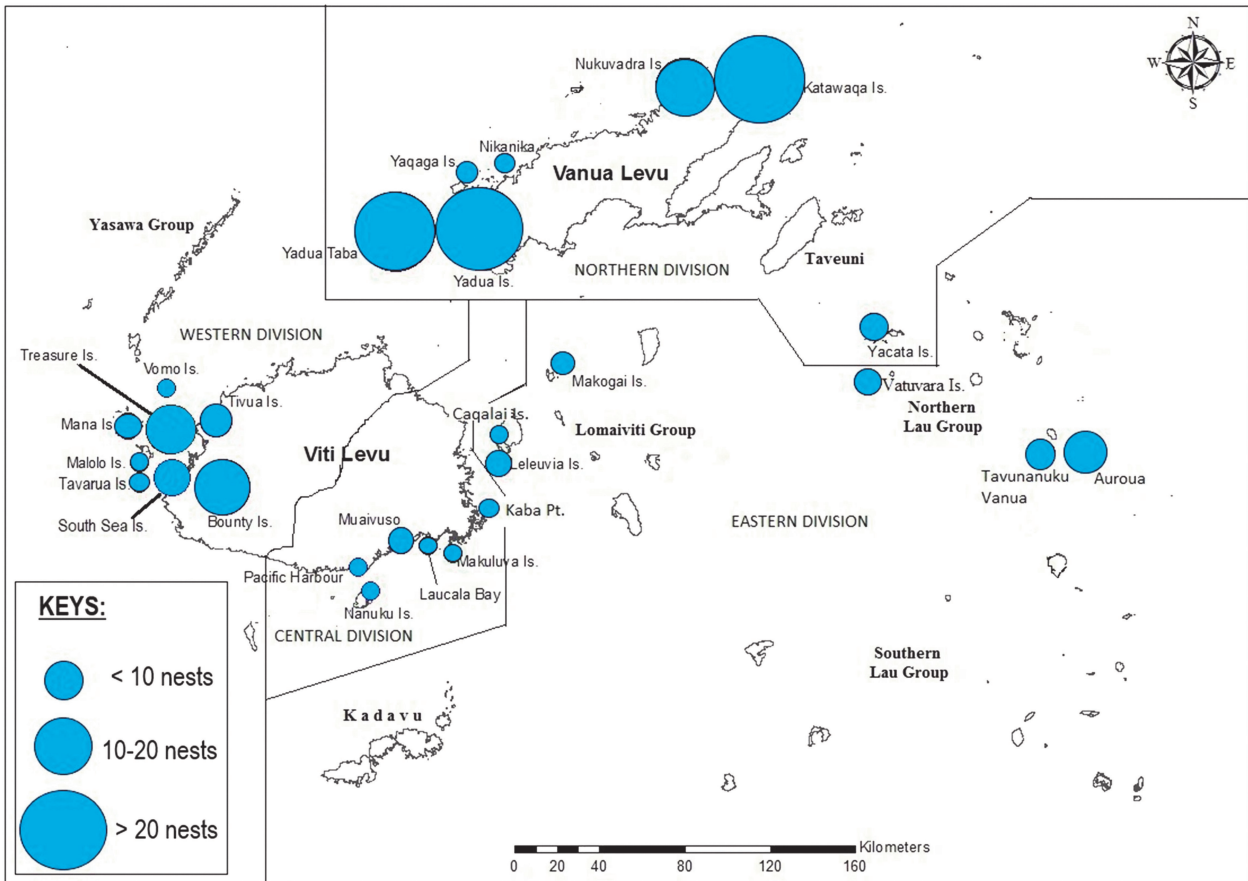 N
W E
S
Nukuvadra Is.
Katawaqa Is.
Nikanika
Yaqaga Is.
Vanua Levu
Yasawa Group
Yadua Taba
Yadua Is.
NORTHERN DIVISION
Taveuni
WESTERN DIVISION
Treasure Is.
Vomo Is.
Yacata Is.
Makogai Is.
Vatuvara Is.
Tivua Is.
Mana Is.
Caqalai Is.
Northern
Lau Group
Lomaiviti Group
Viti Levu
Malolo Is.
Leleuvia Is.
Tavarua Is.
Tavunanuku
Vanua
Auroua
South Sea Is.
Bounty Is.
Kaba Pt.
EASTERN DIVISION
Muaivuso
Makuluva Is.
Pacific Harbour
Laucala Bay
Nanuku Is.
CENTRAL DIVISION
Southern
Lau Group
Kadavu
KEYS:
< 10 nests
10-20 nests
> 20 nests
Kilometers
0 20 40 80 120 160